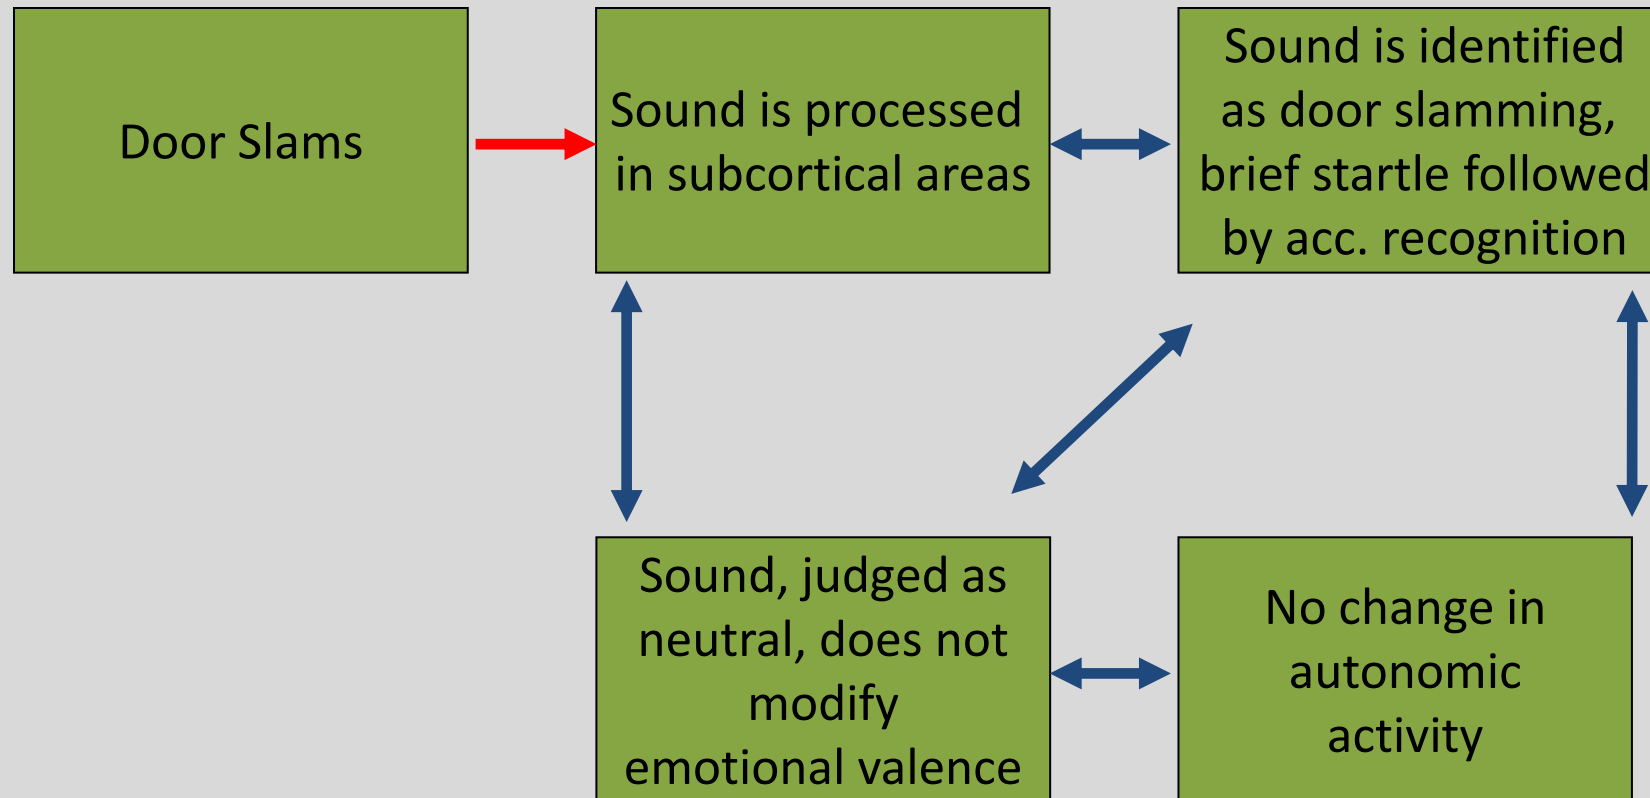 Door Slams
Sound is processed
in subcortical areas
Sound is identified
as door slamming,
brief startle followed
by acc. recognition
Sound, judged as
neutral, does not
modify
emotional valence
No change in
autonomic
activity